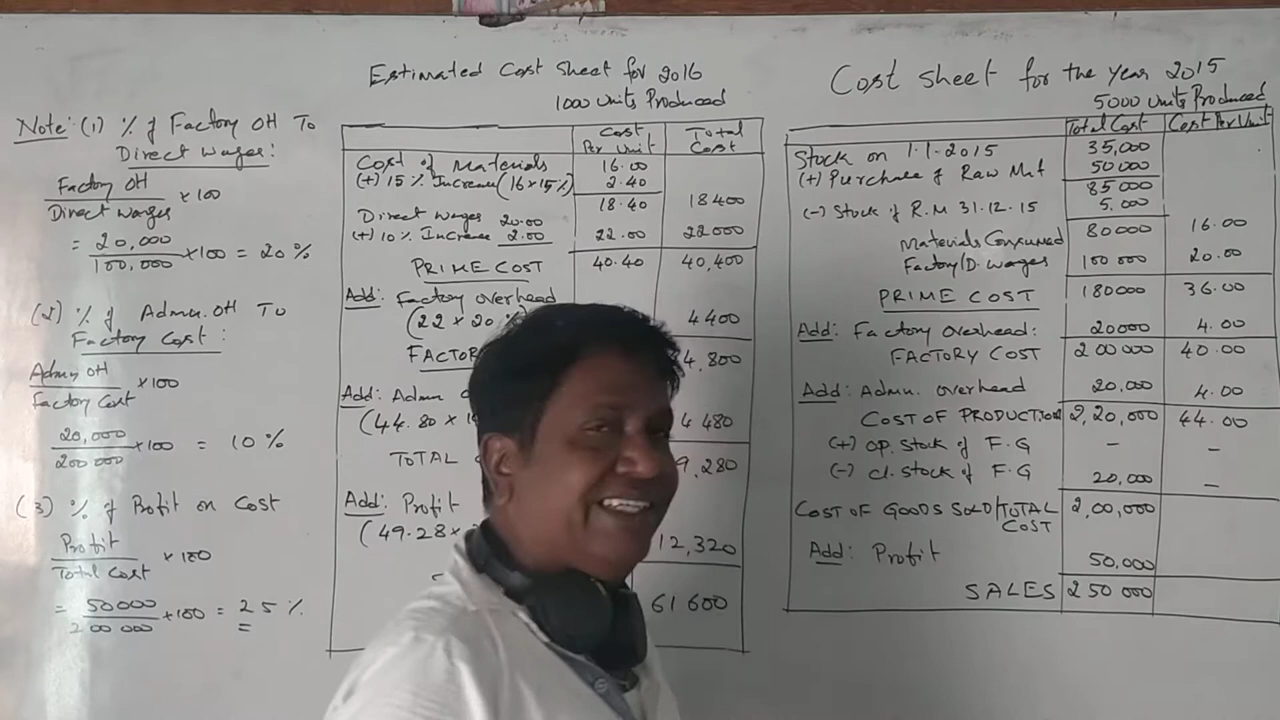 Note: (1) % of Factory OH To
Direct Wages:
Factory OH
Direct Wages
×100
= 20,000
100,000
×100 = 20%
(2) % of Admn. OH To
Factory Cost:
Admn OH
Factory Cost
×100
20,000
200 000
×100 = 10%
(3) % of Profit on Cost
Profit
Total Cost
×100
= 50000
200 000
×100 = 25%
Estimated Cost Sheet for 2016
1000 Units Produced
Cost Per Unit
Total Cost
Cost of Materials 16.00
(+) 15% Increase (16×15%) 2.40
18.40 18400
Direct Wages 20.00
(+) 10% Increase 2.00 22.00 22000
PRIME COST 40.40 40,400
Add: Factory overhead
(22 × 20% 4400
FACTOR 4,800
Add: Admn
(44.80 × 4 480
TOTAL 9,280
Add: Profit
(49.28 × 12,320
61600
Cost Sheet for the year 2015
5000 Units Produced
Total Cost Cost Per Unit
Stock on 1.1.2015 35,000
(+) Purchase of Raw Mat 50000
85000
(-) Stock of R.M 31.12.15 5.000
Materials Consumed 80000 16.00
Factory/D. Wages 100 000 20.00
PRIME COST 180000 36.00
Add: Factory overhead: 20000 4.00
FACTORY COST 200000 40.00
Add: Admn. overhead 20.000 4.00
COST OF PRODUCTION 2,20,000 44.00
(+) OP. Stock of F.G - -
(-) Cl. Stock of F.G 20,000 -
COST OF GOODS SOLD/TOTAL COST 2,00,000
Add: Profit 50,000
SALES 250 000